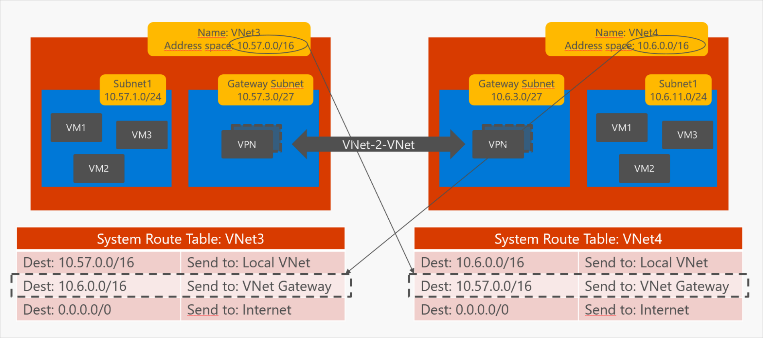 Name: VNet3
Address space: 10.57.0.0/16
Name: VNet4
Address space: 10.6.0.0/16
Subnet1
10.57.1.0/24
Gateway Subnet
10.57.3.0/27
Gateway Subnet
10.6.3.0/27
Subnet1
10.6.11.0/24
VM1
VM3
VM2
VPN
VNet-2-VNet
VPN
VM1
VM3
VM2
System Route Table: VNet3
Dest: 10.57.0.0/16 Send to: Local VNet
Dest: 10.6.0.0/16 Send to: VNet Gateway
Dest: 0.0.0.0/0 Send to: Internet
System Route Table: VNet4
Dest: 10.6.0.0/16 Send to: Local VNet
Dest: 10.57.0.0/16 Send to: VNet Gateway
Dest: 0.0.0.0/0 Send to: Internet